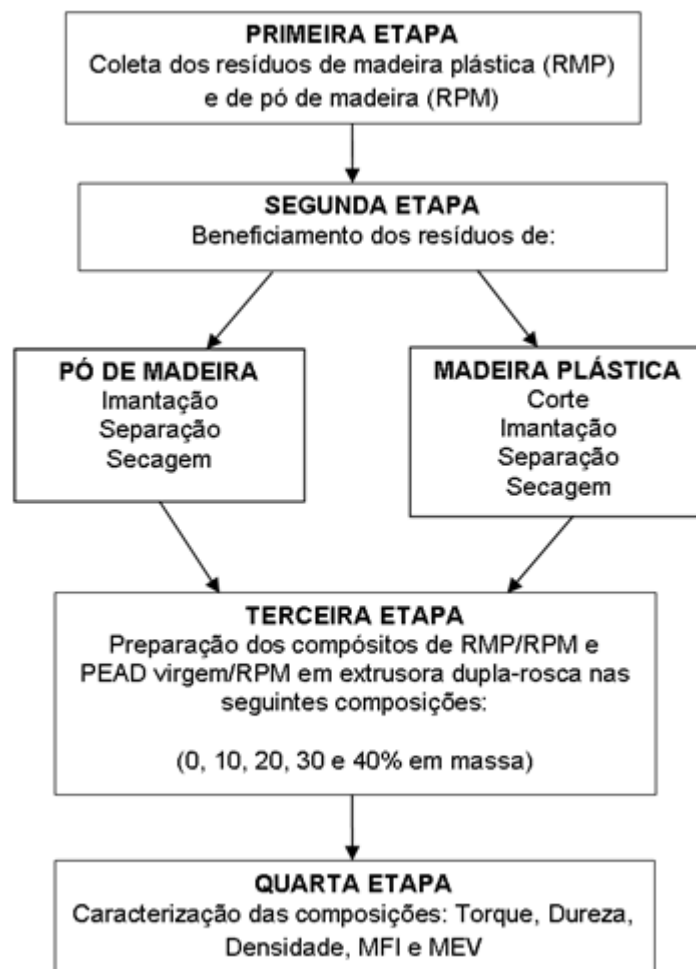 PRIMEIRA ETAPA
Coleta dos resíduos de madeira plástica (RMP)
e de pó de madeira (RPM)
SEGUNDA ETAPA
Beneficiamento dos resíduos de:
PÓ DE MADEIRA
Imantação
Separação
Secagem
MADEIRA PLÁSTICA
Corte
Imantação
Separação
Secagem
TERCEIRA ETAPA
Preparação dos compósitos de RMP/RPM e
PEAD virgem/RPM em extrusora dupla-rosca nas
seguintes composições:
(0, 10, 20, 30 e 40% em massa)
QUARTA ETAPA
Caracterização das composições: Torque, Dureza,
Densidade, MFI e MEV